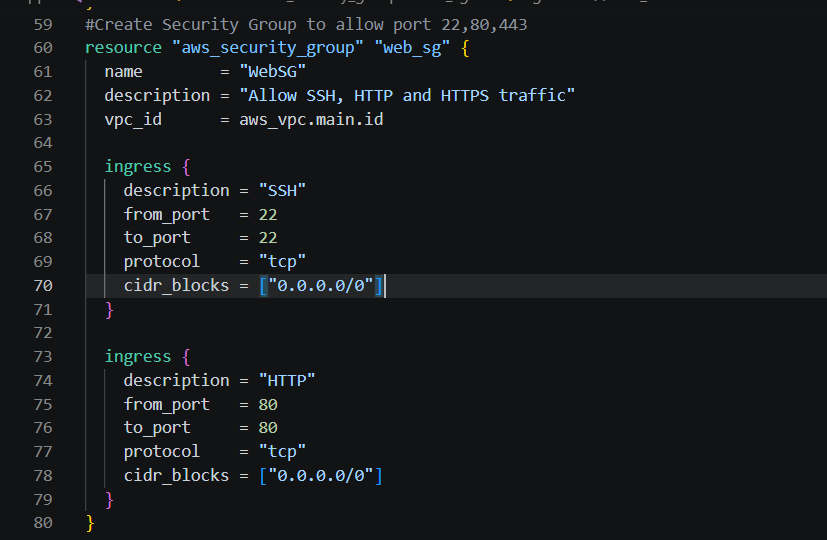 59 #Create Security Group to allow port 22,80,443
60 resource "aws_security_group" "web_sg" {
61   name        = "WebSG"
62   description = "Allow SSH, HTTP and HTTPS traffic"
63   vpc_id      = aws_vpc.main.id
64
65   ingress {
66     description = "SSH"
67     from_port   = 22
68     to_port     = 22
69     protocol    = "tcp"
70     cidr_blocks = ["0.0.0.0/0"]
71   }
72
73   ingress {
74     description = "HTTP"
75     from_port   = 80
76     to_port     = 80
77     protocol    = "tcp"
78     cidr_blocks = ["0.0.0.0/0"]
79   }
80 }